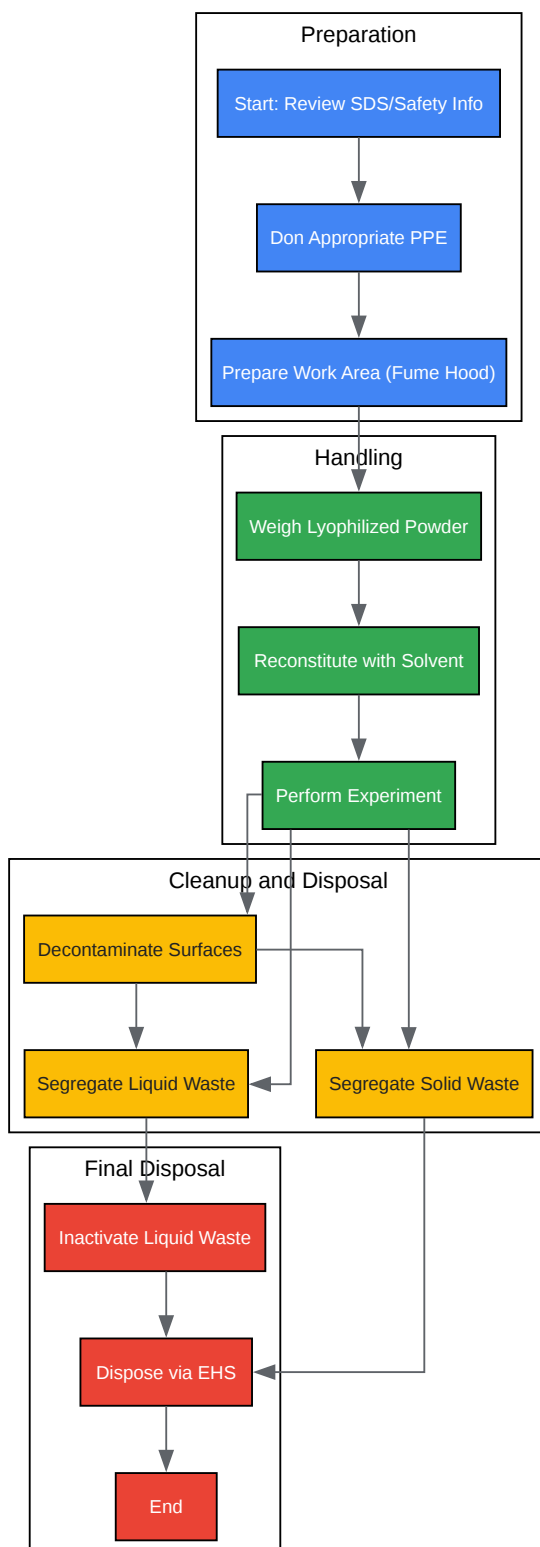 Preparation
Start: Review SDS/Safety Info
Don Appropriate PPE
Prepare Work Area (Fume Hood)
Handling
Weigh Lyophilized Powder
Reconstitute with Solvent
Perform Experiment
Cleanup and Disposal
Decontaminate Surfaces
Segregate Liquid Waste
Segregate Solid Waste
Final Disposal
Inactivate Liquid Waste
Dispose via EHS
End